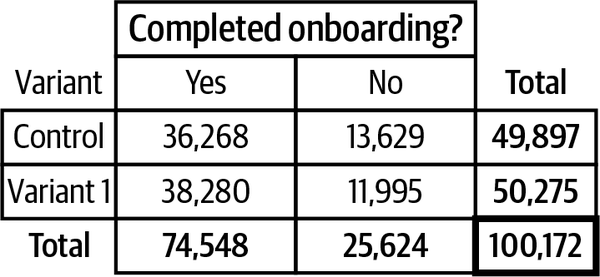 Completed onboarding?
Variant Yes No Total
Control 36,268 13,629 49,897
Variant 1 38,280 11,995 50,275
Total 74,548 25,624 100,172